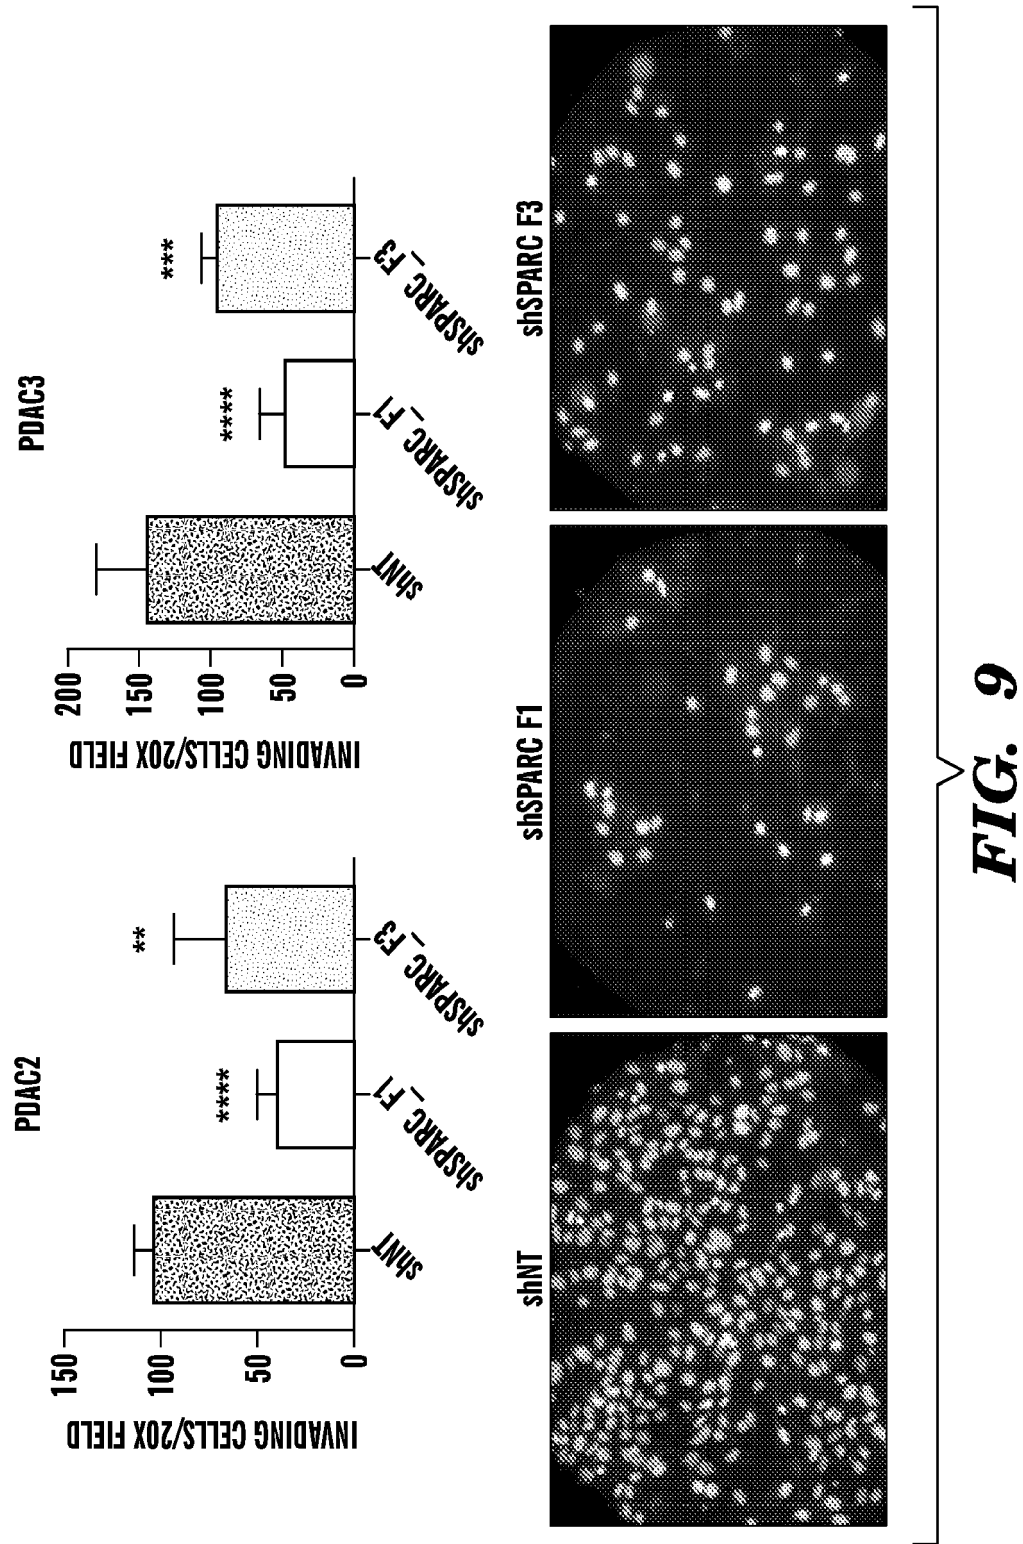 PDAC2
INVADING CELLS/20X FIELD
150
100
50
0
****
**
shNT
shSPARC_F1
shSPARC_F3
PDAC3
INVADING CELLS/20X FIELD
200
150
100
50
0
****
***
shNT
shSPARC_F1
shSPARC_F3
shNT
shSPARC F1
shSPARC F3
FIG. 9